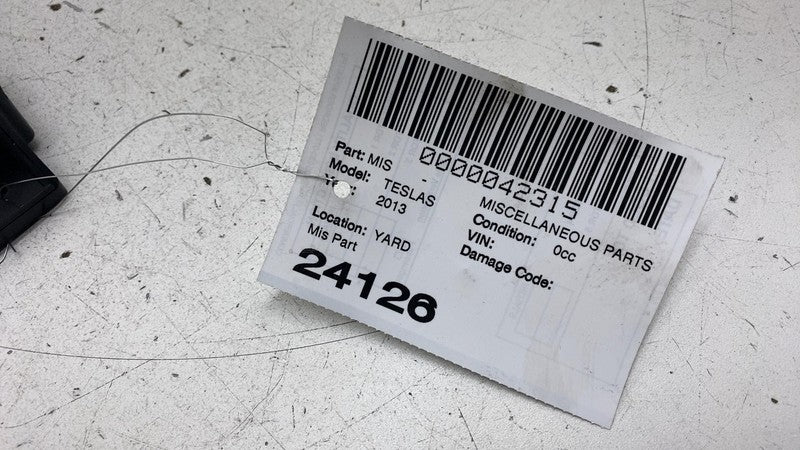 0000042315
Part: MIS - MISCELLANEOUS PARTS
Model: TESLAS Condition: 0cc
2013 VIN:
Location: YARD Damage Code:
Mis Part
24126